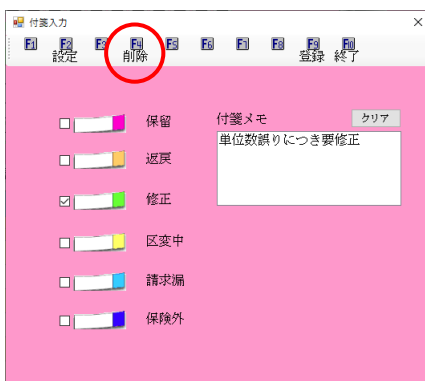 付箋入力
F1 F2 F3 F4 F5 F6 F7 F8 F9 F10
設定 削除 登録 終了
保留
付箋メモ クリア
単位数誤りにつき要修正
返戻
修正
区変中
請求漏
保険外